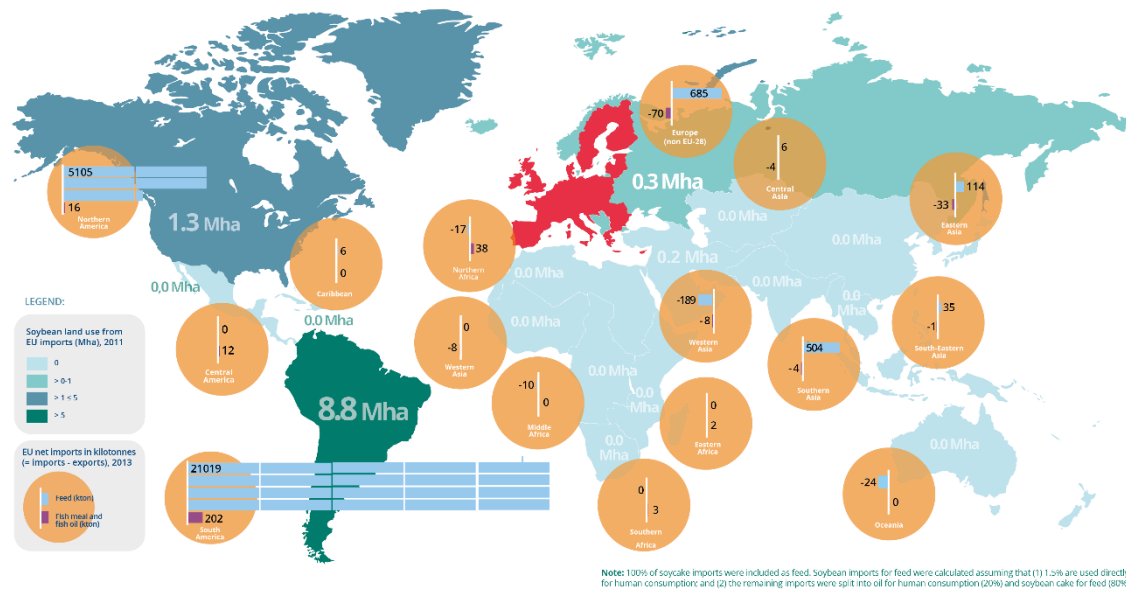 685
-70
Europe
(non EU-28)
6
-4
Central
Asia
5105
16
Northern
America
0.3 Mha
114
-33
Eastern
Asia
1.3 Mha
0.0 Mha
-17
38
Northern
Africa
6
0
Caribbean
0.0 Mha
0.2 Mha
0.0 Mha
0.0 Mha
0,0 Mha
0.0
Mha
LEGEND:
Soybean land use from
EU imports (Mha), 2011
0
> 0-1
> 1 ≤ 5
> 5
0.0 Mha
0
12
Central
America
0
-8
Western
Asia
0.0 Mha
-189
-8
Western
Asia
504
-4
Southern
Asia
35
-1
South-Eastern
Asia
8.8 Mha
-10
0
Middle
Africa
0.0 Mha
0.0
Mha
0
2
Eastern
Africa
0.0
Mha
0.0 Mha
EU net imports in kilotonnes
(= imports - exports), 2013
Feed (kton)
Fish meal and
fish oil (kton)
21019
202
South
America
0
3
Southern
Africa
-24
0
Oceania
Note: 100% of soycake imports were included as feed. Soybean imports for feed were calculated assuming that (1) 1.5% are used directly
for human consumption; and (2) the remaining imports were split into oil for human consumption (20%) and soybean cake for feed (80%